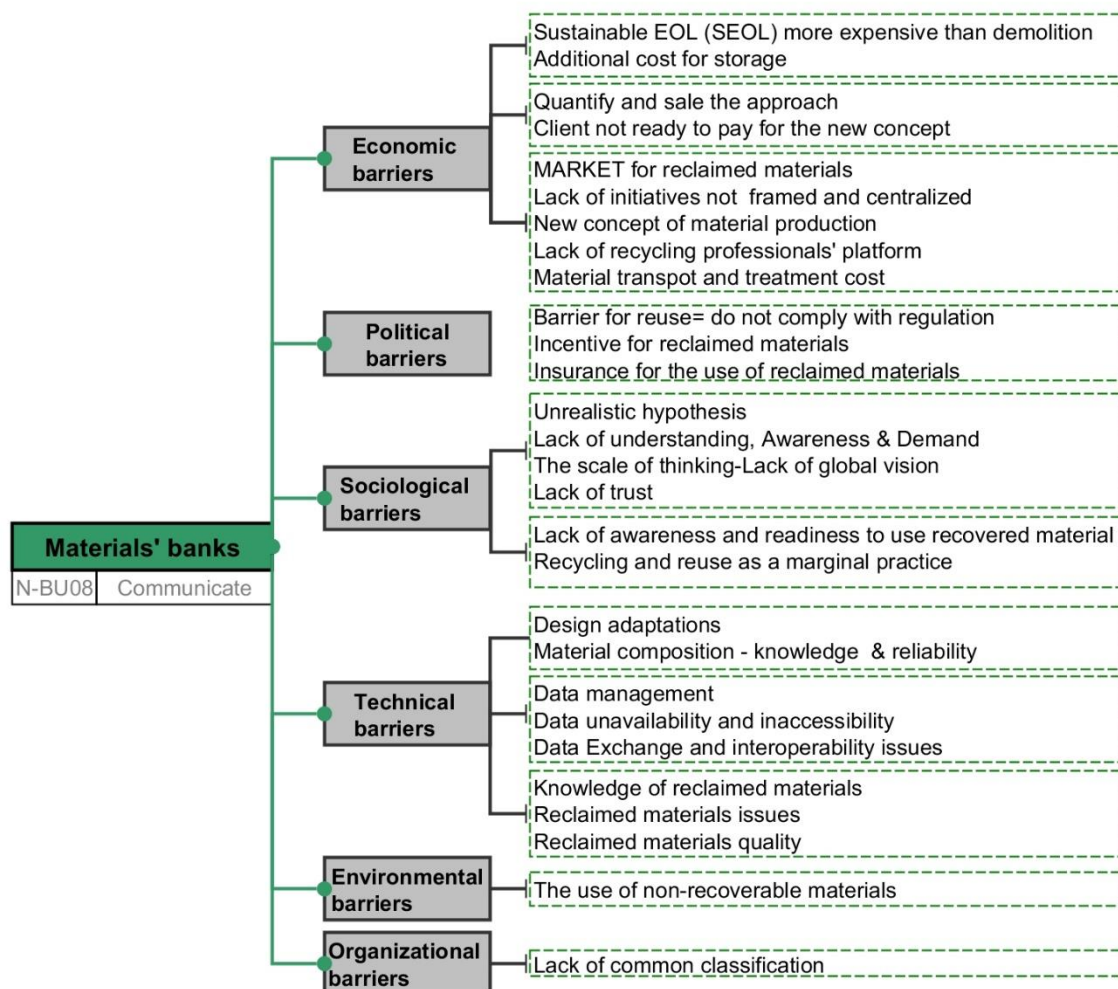 Sustainable EOL (SEOL) more expensive than demolition
Additional cost for storage
Quantify and sale the approach
Client not ready to pay for the new concept
Economic
barriers
MARKET for reclaimed materials
Lack of initiatives not framed and centralized
New concept of material production
Lack of recycling professionals' platform
Material transpot and treatment cost
Political
barriers
Barrier for reuse= do not comply with regulation
Incentive for reclaimed materials
Insurance for the use of reclaimed materials
Sociological
barriers
Unrealistic hypothesis
Lack of understanding, Awareness & Demand
The scale of thinking-Lack of global vision
Lack of trust
Lack of awareness and readiness to use recovered material
Recycling and reuse as a marginal practice
Materials' banks
N-BU08 Communicate
Technical
barriers
Design adaptations
Material composition - knowledge & reliability
Data management
Data unavailability and inaccessibility
Data Exchange and interoperability issues
Knowledge of reclaimed materials
Reclaimed materials issues
Reclaimed materials quality
Environmental
barriers
The use of non-recoverable materials
Organizational
barriers
Lack of common classification